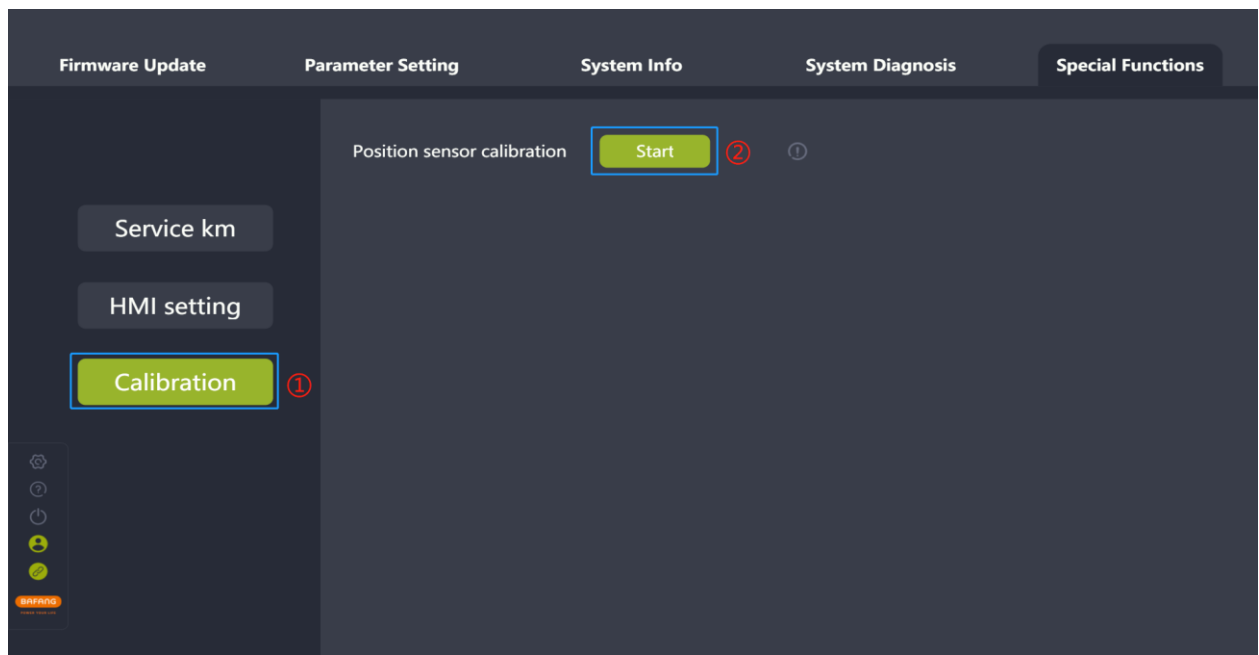 Firmware Update Parameter Setting System Info System Diagnosis Special Functions
Position sensor calibration Start ②
Service km
HMI setting
Calibration ①
BAFANG